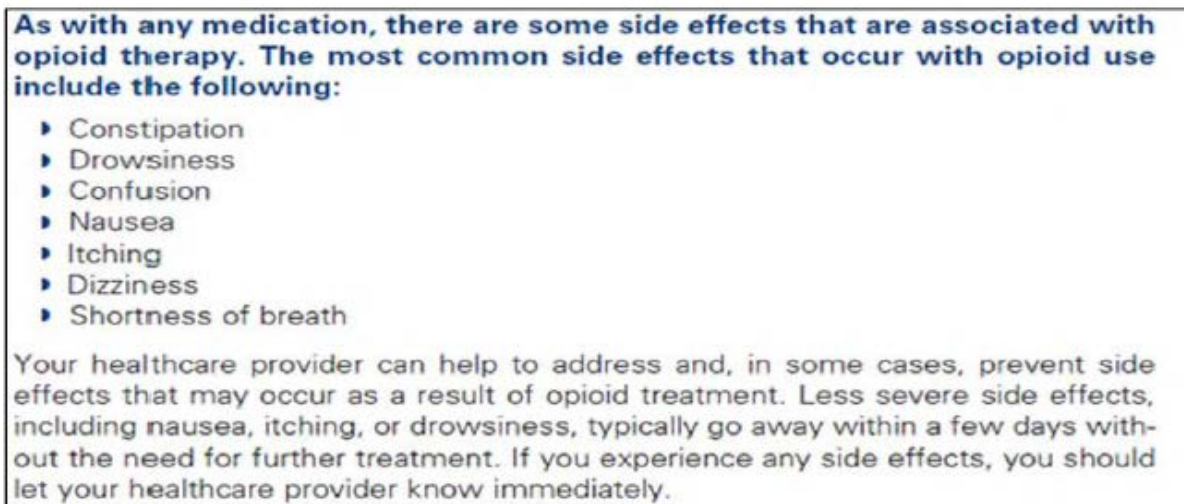 As with any medication, there are some side effects that are associated with
opioid therapy. The most common side effects that occur with opioid use
include the following:
Constipation
Drowsiness
Confusion
Nausea
Itching
Dizziness
Shortness of breath
Your healthcare provider can help to address and, in some cases, prevent side
effects that may occur as a result of opioid treatment. Less severe side effects,
including nausea, itching, or drowsiness, typically go away within a few days with-
out the need for further treatment. If you experience any side effects, you should
let your healthcare provider know immediately.